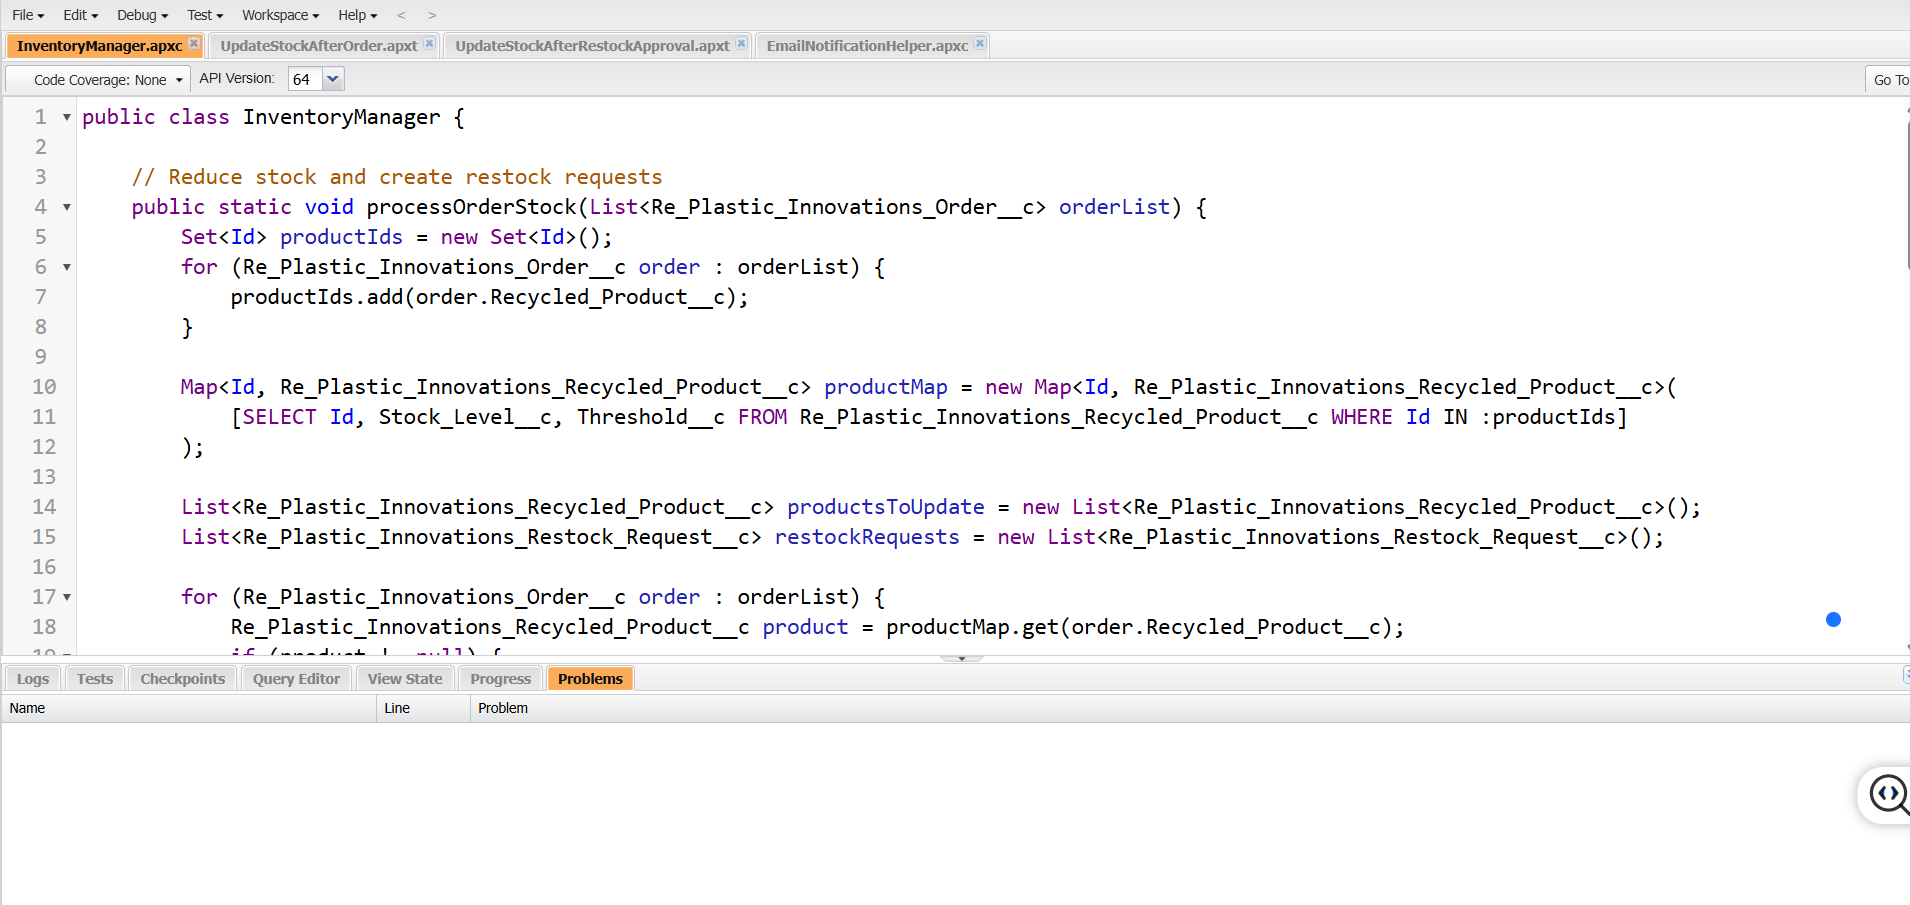 File Edit Debug Test Workspace Help < >
InventoryManager.apxc UpdateStockAfterOrder.apxt UpdateStockAfterRestockApproval.apxt EmailNotificationHelper.apxc
Code Coverage: None API Version: 64 Go To
1 public class InventoryManager {
2
3 // Reduce stock and create restock requests
4 public static void processOrderStock(List<Re_Plastic_Innovations_Order__c> orderList) {
5 Set<Id> productIds = new Set<Id>();
6 for (Re_Plastic_Innovations_Order__c order : orderList) {
7 productIds.add(order.Recycled_Product__c);
8 }
9
10 Map<Id, Re_Plastic_Innovations_Recycled_Product__c> productMap = new Map<Id, Re_Plastic_Innovations_Recycled_Product__c>(
11 [SELECT Id, Stock_Level__c, Threshold__c FROM Re_Plastic_Innovations_Recycled_Product__c WHERE Id IN :productIds]
12 );
13
14 List<Re_Plastic_Innovations_Recycled_Product__c> productsToUpdate = new List<Re_Plastic_Innovations_Recycled_Product__c>();
15 List<Re_Plastic_Innovations_Restock_Request__c> restockRequests = new List<Re_Plastic_Innovations_Restock_Request__c>();
16
17 for (Re_Plastic_Innovations_Order__c order : orderList) {
18 Re_Plastic_Innovations_Recycled_Product__c product = productMap.get(order.Recycled_Product__c);
19 if (product != null) {
Logs Tests Checkpoints Query Editor View State Progress Problems
Name Line Problem